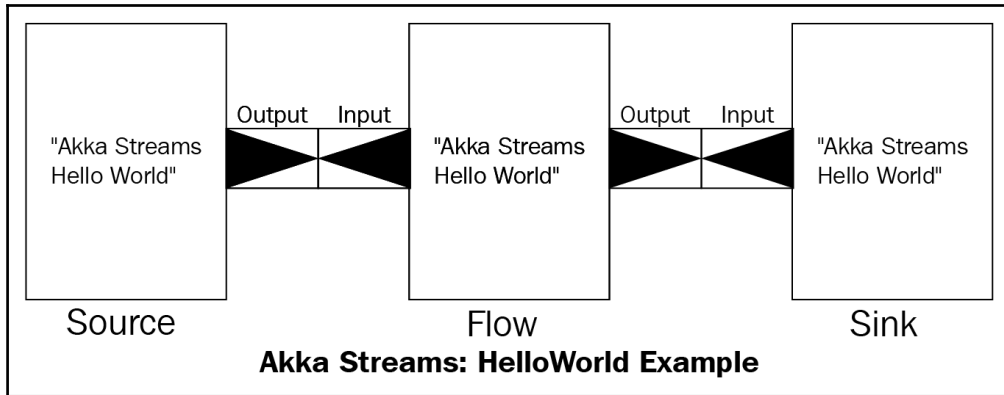 Output Input
Output Input
"Akka Streams
Hello World"
"Akka Streams
Hello World"
"Akka Streams
Hello World"
Source
Flow
Sink
Akka Streams: HelloWorld Example